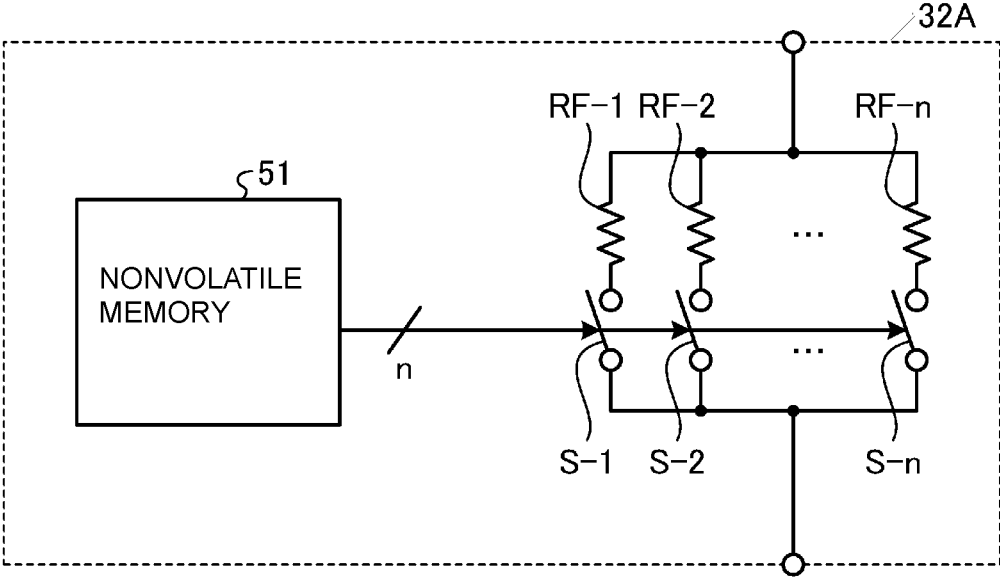 32A
RF-1 RF-2 RF-n
51
NONVOLATILE
MEMORY
...
n
...
S-1 S-2 S-n